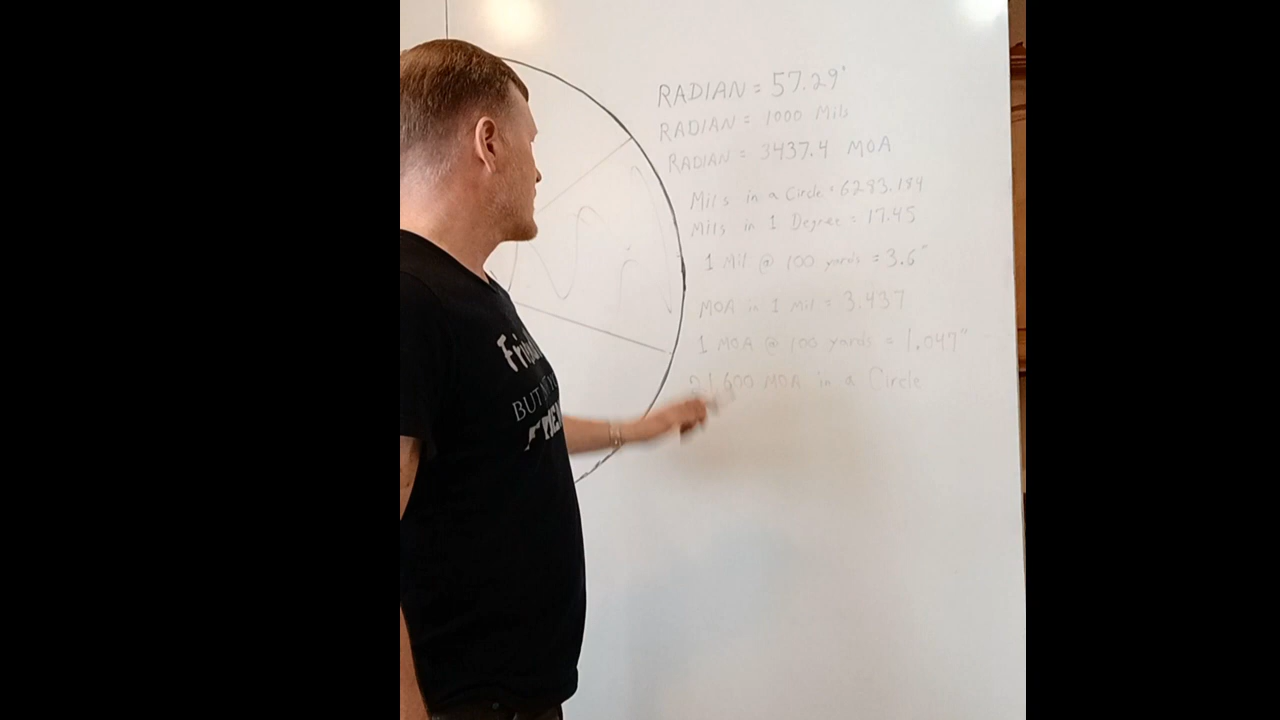 RADIAN = 57.29°
RADIAN = 1000 Mils
RADIAN = 3437.4 MOA
Mils in a Circle = 6283.184
Mils in 1 Degree = 17.45
1 Mil @ 100 yards = 3.6"
MOA in 1 mil = 3.437
1 MOA @ 100 yards = 1.047"
21,600 MOA in a Circle
BUT